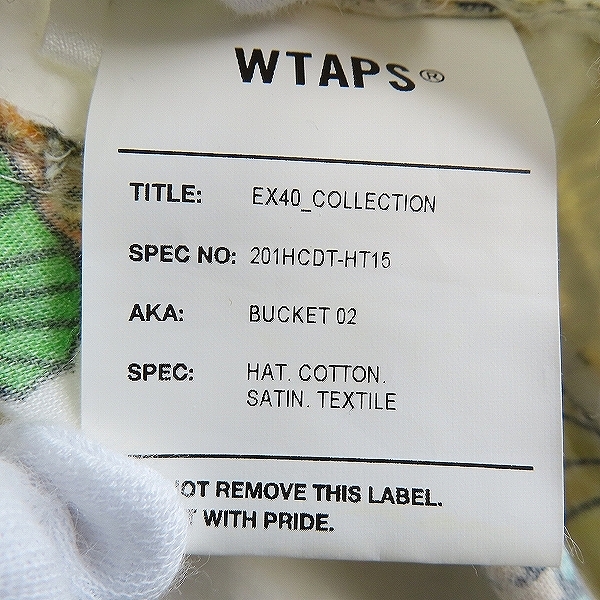 WTAPS®
TITLE: EX40_COLLECTION
SPEC NO: 201HCDT-HT15
AKA: BUCKET 02
SPEC: HAT. COTTON.
SATIN. TEXTILE
NOT REMOVE THIS LABEL.
WITH PRIDE.